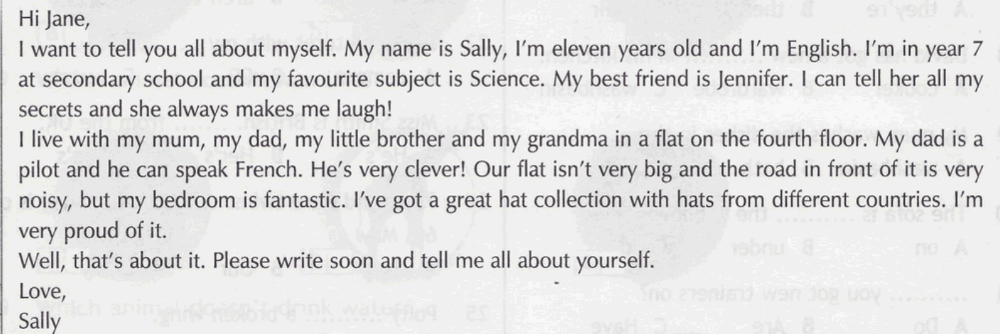 Hi Jane,
I want to tell you all about myself. My name is Sally, I'm eleven years old and I'm English. I'm in year 7
at secondary school and my favourite subject is Science. My best friend is Jennifer. I can tell her all my
secrets and she always makes me laugh!
I live with my mum, my dad, my little brother and my grandma in a flat on the fourth floor. My dad is a
pilot and he can speak French. He's very clever! Our flat isn't very big and the road in front of it is very
noisy, but my bedroom is fantastic. I've got a great hat collection with hats from different countries. I'm
very proud of it.
Well, that's about it. Please write soon and tell me all about yourself.
Love,
Sally